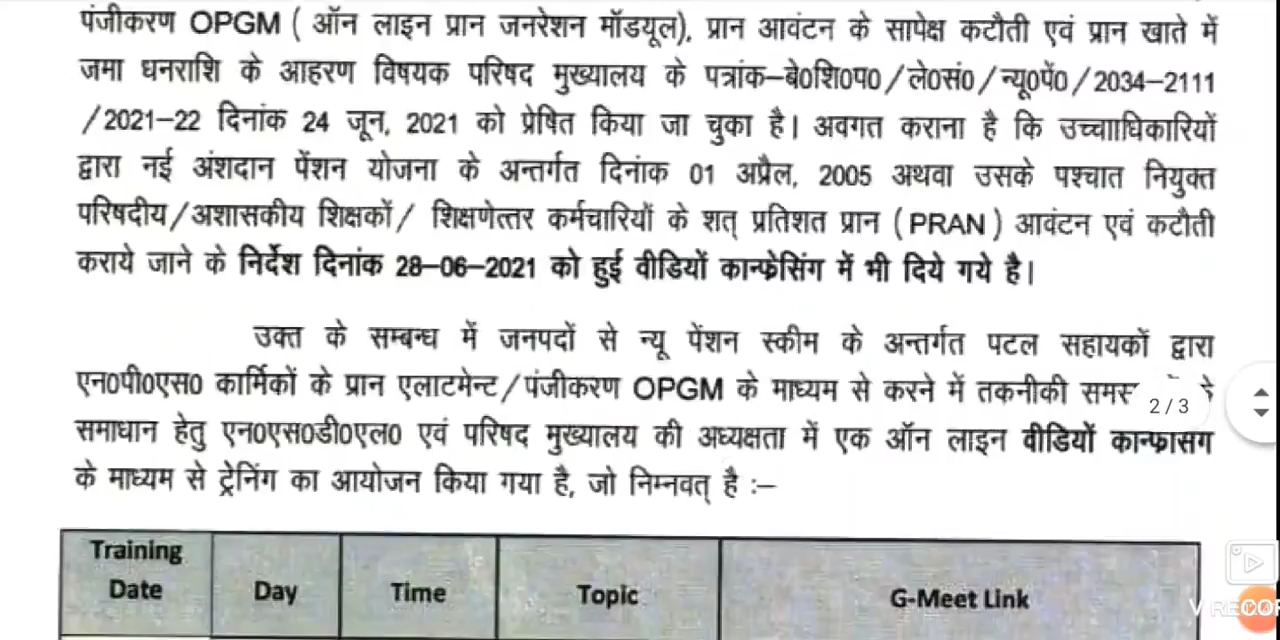 पंजीकरण OPGM ( ऑन लाइन प्रान जनरेशन मॉडयूल), प्रान आवंटन के सापेक्ष कटौती एवं प्रान खाते में
जमा धनराशि के आहरण विषयक परिषद मुख्यालय के पत्रांक–बे0शि0प0/ले0सं0/न्यू0पें0/2034–2111
/2021–22 दिनांक 24 जून, 2021 को प्रेषित किया जा चुका है। अवगत कराना है कि उच्चााधिकारियों
द्वारा नई अंशदान पेंशन योजना के अन्तर्गत दिनांक 01 अप्रैल, 2005 अथवा उसके पश्चात नियुक्त
परिषदीय/अशासकीय शिक्षकों/ शिक्षणेत्तर कर्मचारियों के शत् प्रतिशत प्रान (PRAN) आवंटन एवं कटौती
कराये जाने के निर्देश दिनांक 28–06–2021 को हुई वीडियों कान्फ्रेसिंग में भी दिये गये है।
उक्त के सम्बन्ध में जनपदों से न्यू पेंशन स्कीम के अन्तर्गत पटल सहायकों द्वारा
एन0पी0एस0 कार्मिकों के प्रान एलाटमेन्ट/पंजीकरण OPGM के माध्यम से करने में तकनीकी
2/3
समाधान हेतु एन0एस0डी0एल0 एवं परिषद मुख्यालय की अध्यक्षता में एक ऑन लाइन वीडियों
के माध्यम से ट्रेनिंग का आयोजन किया गया है, जो निम्नवत् है :–
Training Date Day Time Topic G-Meet Link